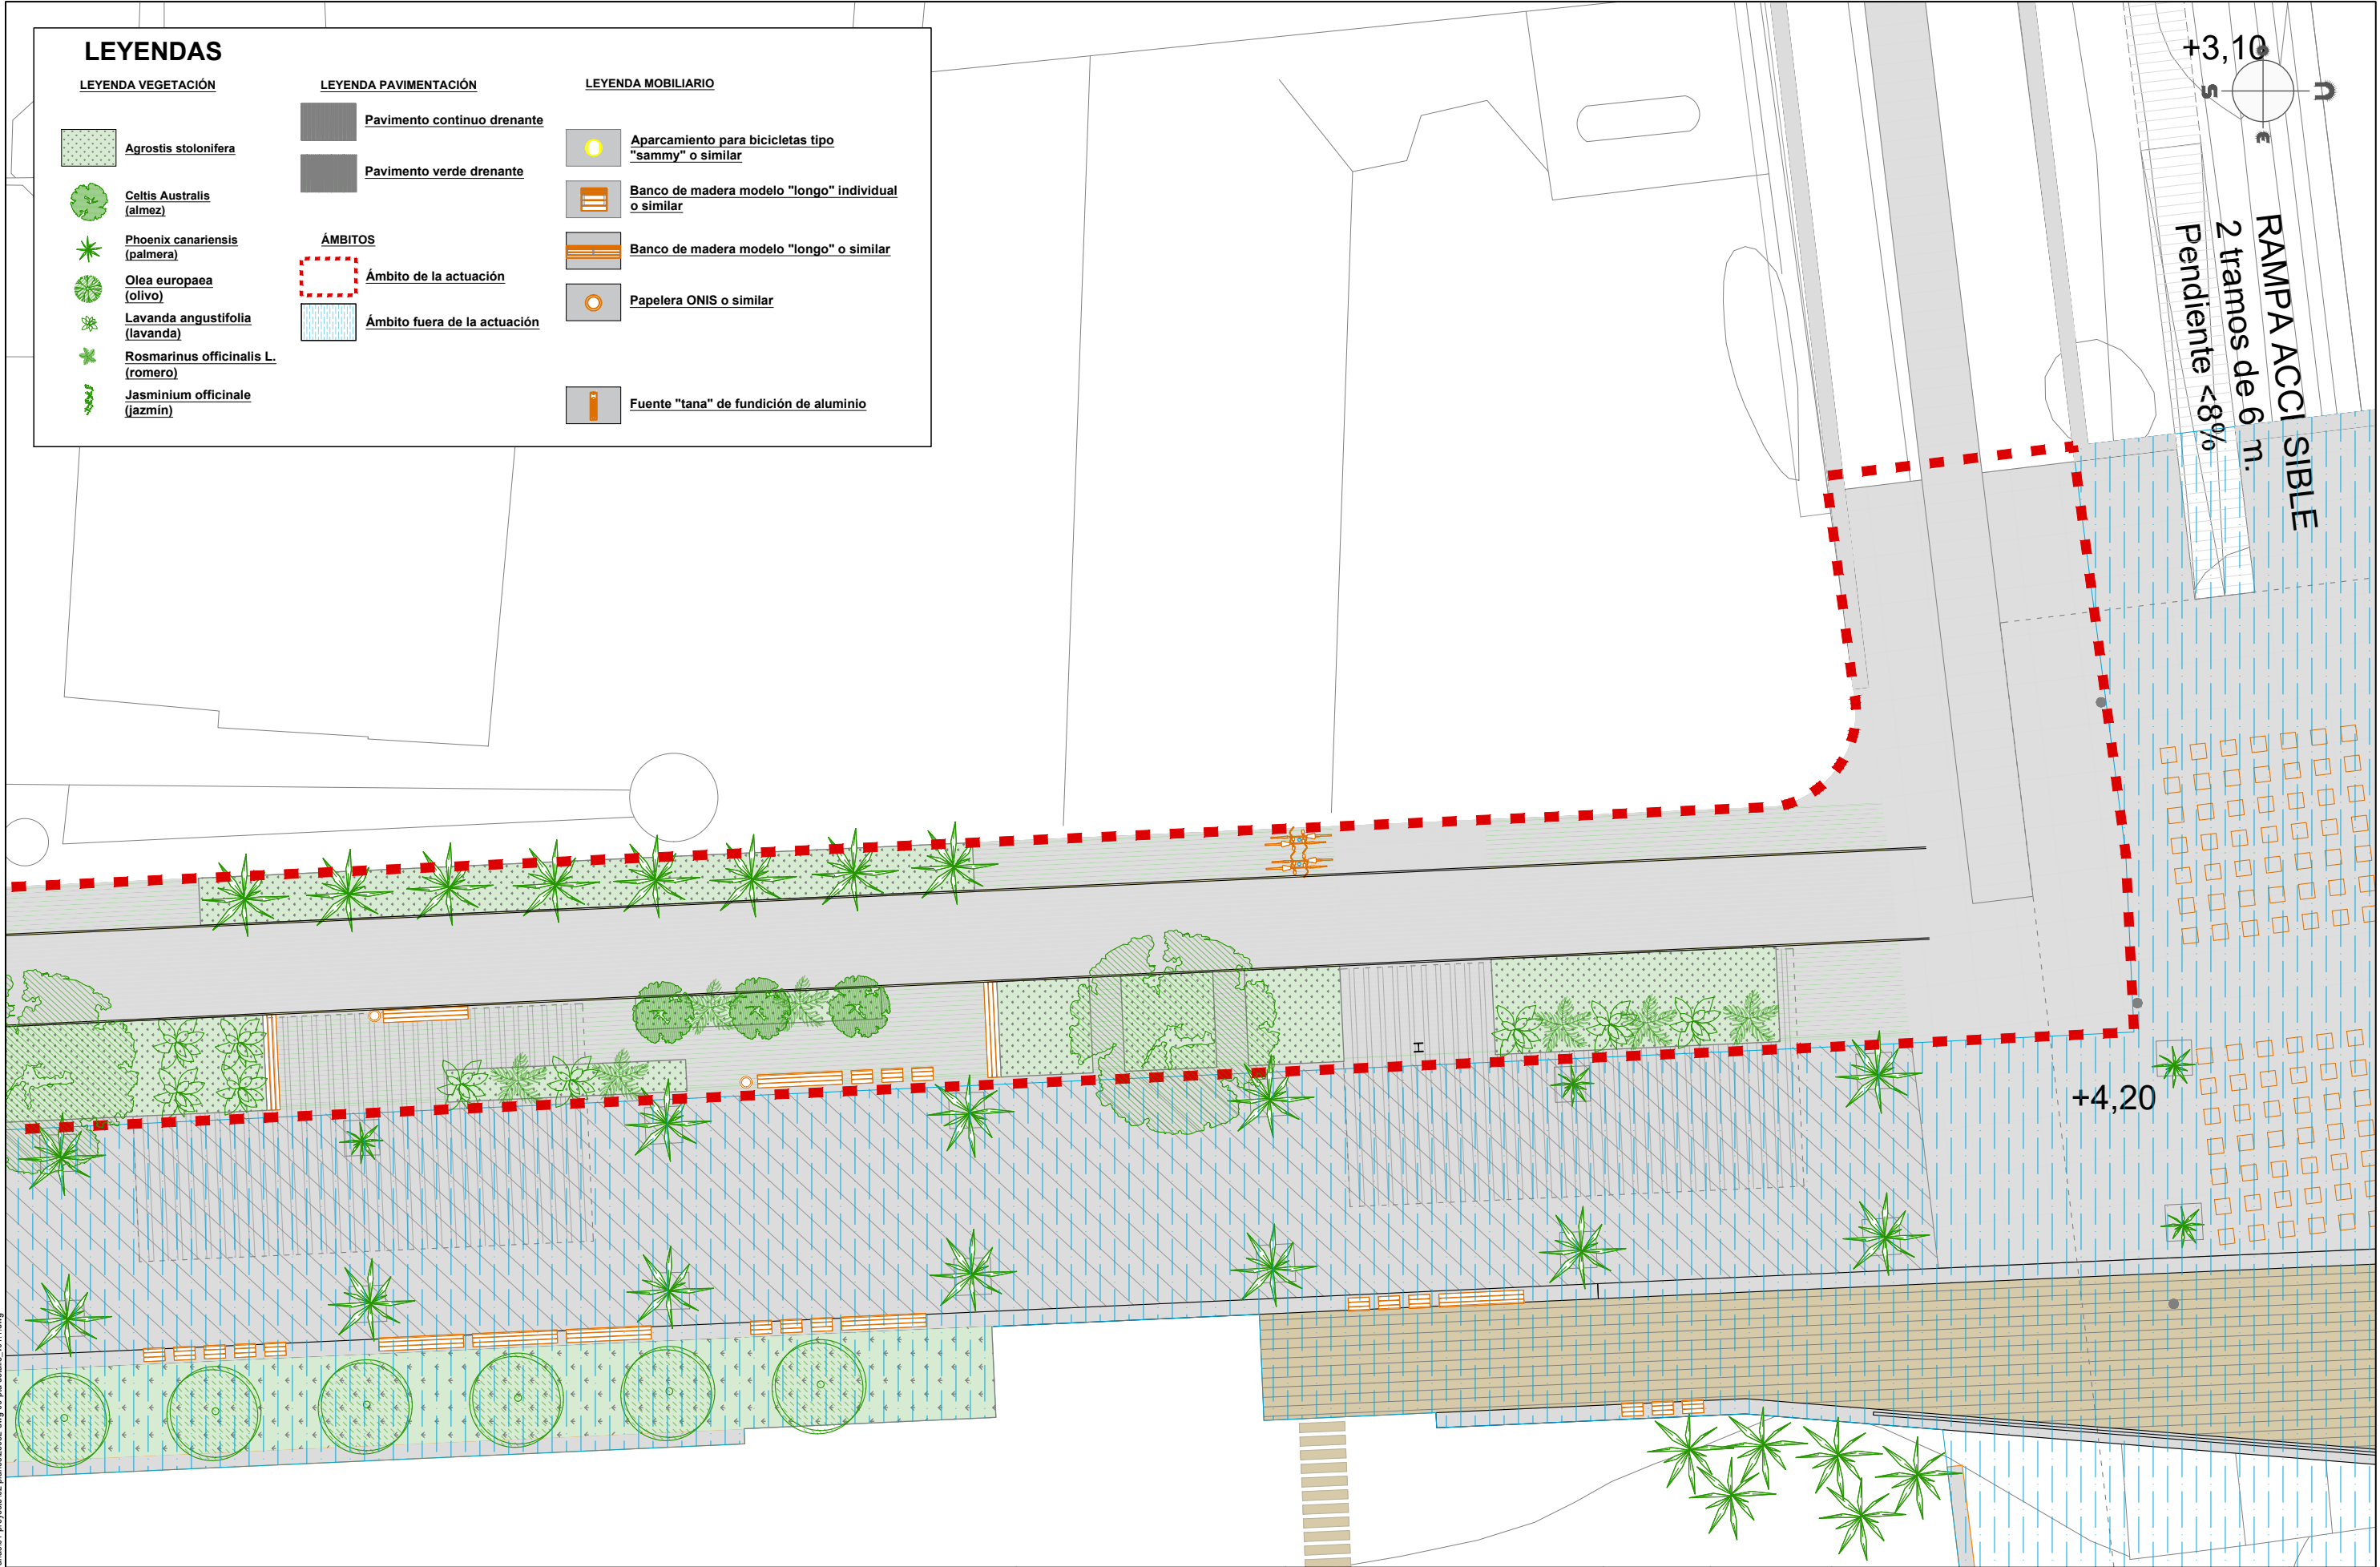 LEYENDAS
LEYENDA VEGETACIÓN
Agrostis stolonifera
Celtis Australis
(almez)
Phoenix canariensis
(palmera)
Olea europaea
(olivo)
Lavanda angustifolia
(lavanda)
Rosmarinus officinalis L.
(romero)
Jasminium officinale
(jazmín)
LEYENDA PAVIMENTACIÓN
Pavimento continuo drenante
Pavimento verde drenante
ÁMBITOS
Ámbito de la actuación
Ámbito fuera de la actuación
LEYENDA MOBILIARIO
Aparcamiento para bicicletas tipo
"sammy" o similar
Banco de madera modelo "longo" individual
o similar
Banco de madera modelo "longo" o similar
Papelera ONIS o similar
Fuente "tana" de fundición de aluminio
+3,10
o
s
n
e
RAMPA ACCI SIBLE
2 tramos de 6 m.
Pendiente <8%
H
+4,20